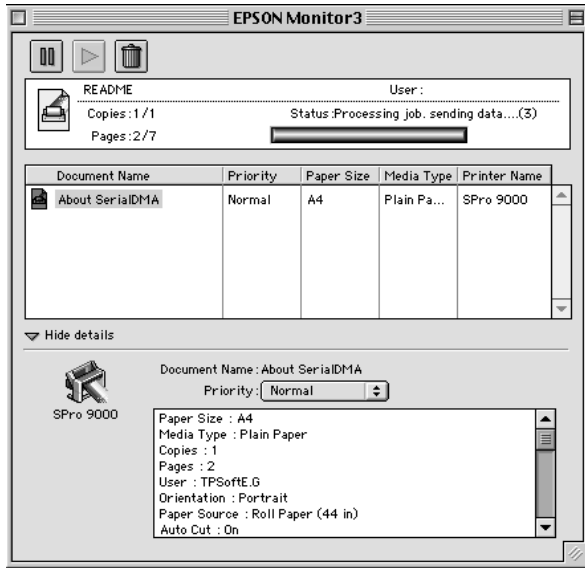 EPSON Monitor3
README User :
Copies : 1/1 Status : Processing job. sending data....(3)
Pages : 2/7
Document Name Priority Paper Size Media Type Printer Name
About SerialDMA Normal A4 Plain Pa... SPro 9000
Hide details
Document Name : About SerialDMA
Priority : Normal
SPro 9000
Paper Size : A4
Media Type : Plain Paper
Copies : 1
Pages : 2
User : TPSoftE.G
Orientation : Portrait
Paper Source : Roll Paper (44 in)
Auto Cut : On